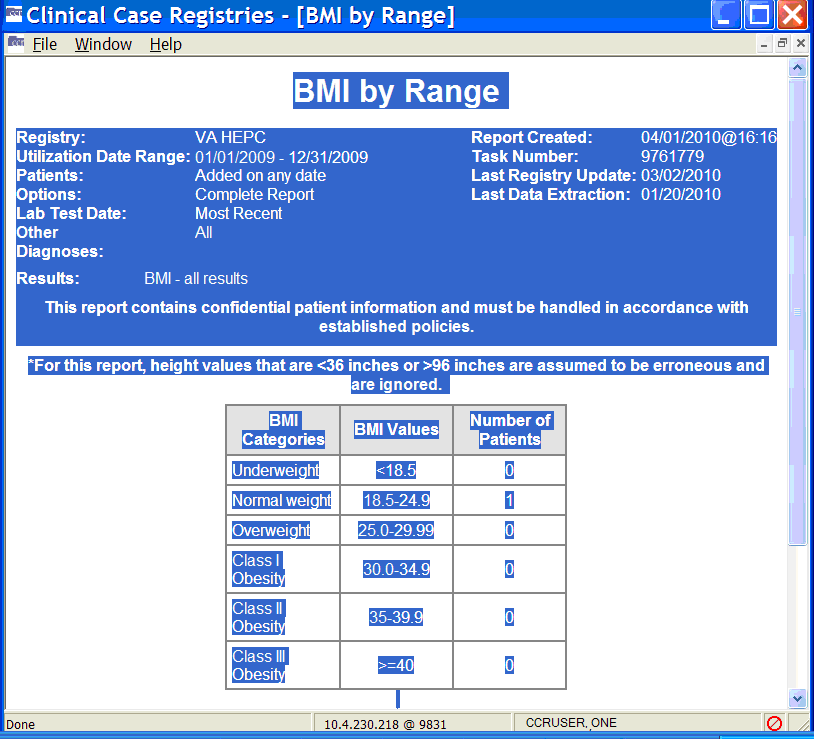 Clinical Case Registries - [BMI by Range]
File Window Help
BMI by Range
Registry: VA HEPC Report Created: 04/01/2010@16:16
Utilization Date Range: 01/01/2009 - 12/31/2009 Task Number: 9761779
Patients: Added on any date Last Registry Update: 03/02/2010
Options: Complete Report Last Data Extraction: 01/20/2010
Lab Test Date: Most Recent
Other All
Diagnoses:
Results: BMI - all results
This report contains confidential patient information and must be handled in accordance with
established policies.
*For this report, height values that are <36 inches or >96 inches are assumed to be erroneous and
are ignored.
BMI Categories BMI Values Number of Patients
Underweight <18.5 0
Normal weight 18.5-24.9 1
Overweight 25.0-29.99 0
Class I Obesity 30.0-34.9 0
Class II Obesity 35-39.9 0
Class III Obesity >=40 0
Done 10.4.230.218 @ 9831 CCRUSER, ONE